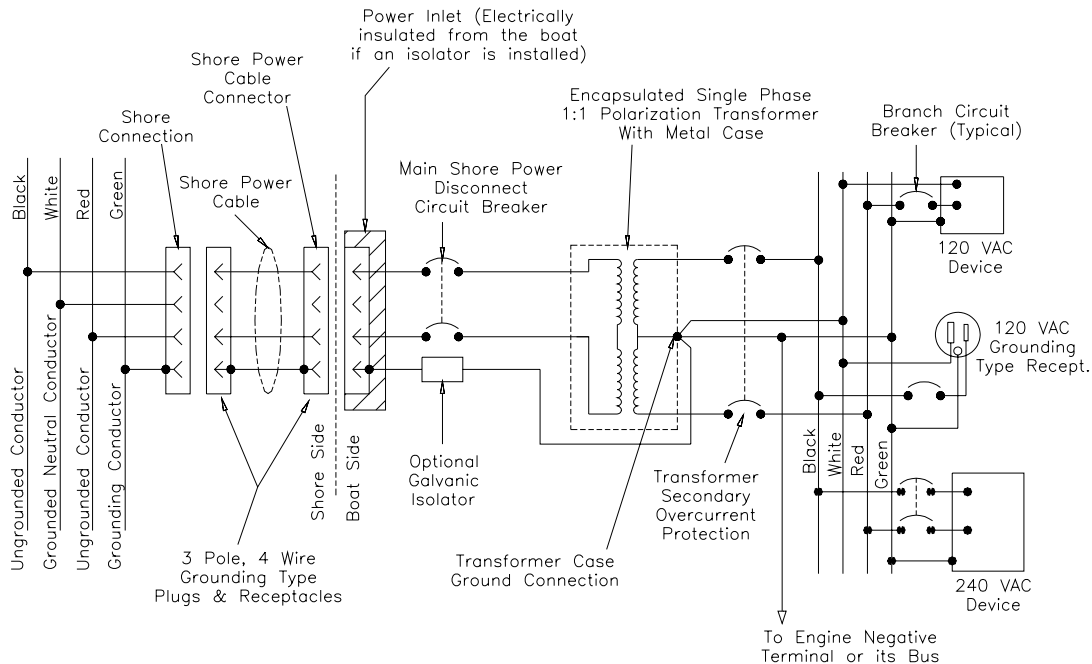 Power Inlet (Electrically
insulated from the boat
if an isolator is installed)
Shore Power
Cable
Connector
Shore
Connection
Shore Power
Cable
Main Shore Power
Disconnect
Circuit Breaker
Encapsulated Single Phase
1:1 Polarization Transformer
With Metal Case
Branch Circuit
Breaker (Typical)
Black
White
Red
Green
Ungrounded Conductor
Grounded Neutral Conductor
Ungrounded Conductor
Grounding Conductor
Shore Side
Boat Side
120 VAC
Device
120 VAC
Grounding
Type Recept.
Black
White
Red
Green
Optional
Galvanic
Isolator
Transformer
Secondary
Overcurrent
Protection
3 Pole, 4 Wire
Grounding Type
Plugs & Receptacles
Transformer Case
Ground Connection
240 VAC
Device
To Engine Negative
Terminal or its Bus